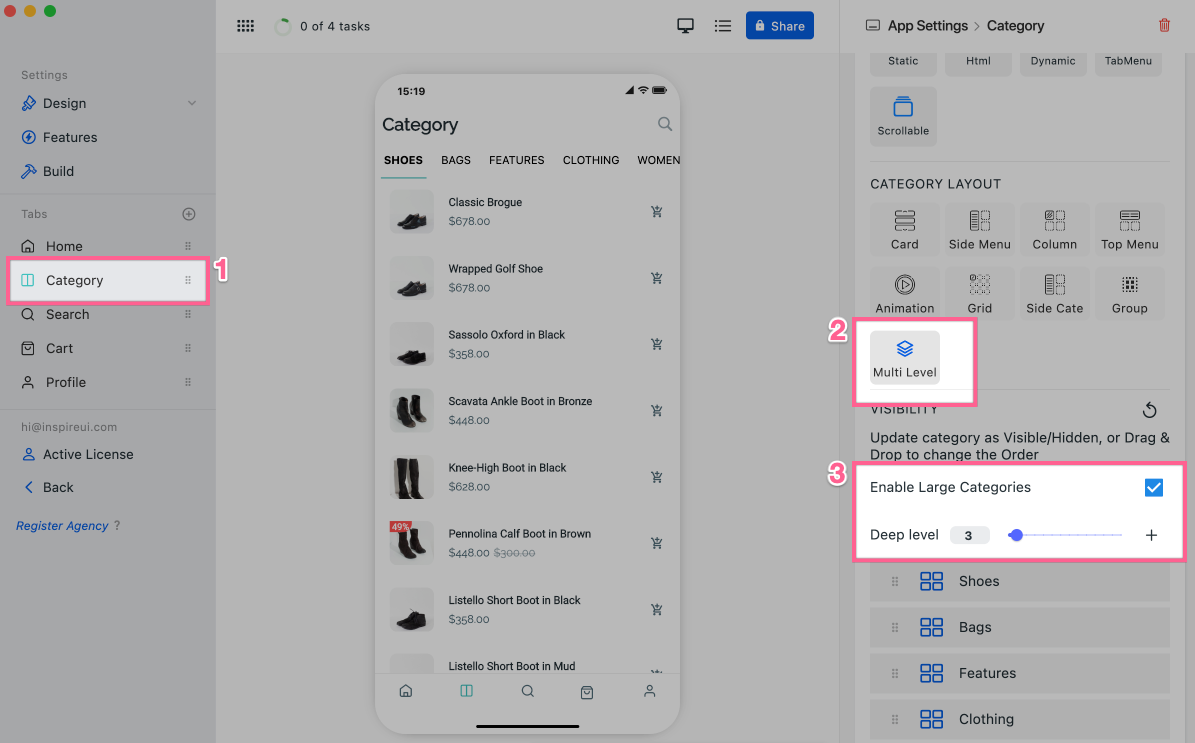 0 of 4 tasks
Share
App Settings > Category
Settings
Design
Features
Build
Tabs
Home
Category
1
Search
Cart
Profile
hi@inspireui.com
Active License
Back
Register Agency ?
15:19
Category
SHOES BAGS FEATURES CLOTHING WOMEN
Classic Brogue
$678.00
Wrapped Golf Shoe
$678.00
Sassolo Oxford in Black
$358.00
Scavata Ankle Boot in Bronze
$448.00
Knee-High Boot in Black
$628.00
49%
Pennolina Calf Boot in Brown
$448.00 $300.00
Listello Short Boot in Black
$358.00
Listello Short Boot in Mud
Static Html Dynamic TabMenu
Scrollable
CATEGORY LAYOUT
Card Side Menu Column Top Menu
Animation Grid Side Cate Group
2
Multi Level
VISIBILITY
Update category as Visible/Hidden, or Drag &
Drop to change the Order
3
Enable Large Categories
Deep level 3 +
Shoes
Bags
Features
Clothing